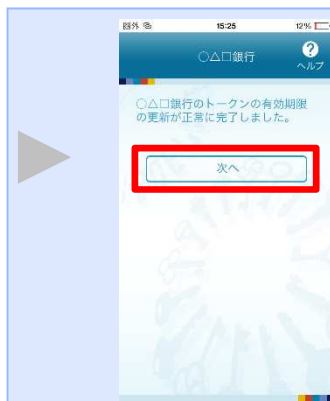 圏外
15:25
12%
○△□銀行
?
ヘルプ
○△□銀行のトークンの有効期限
の更新が正常に完了しました。
次へ